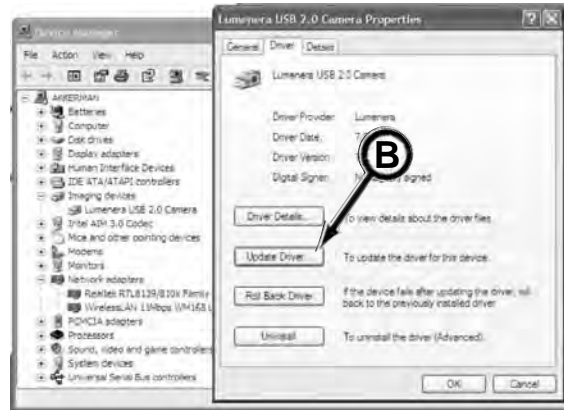 Lumenera USB 2.0 Camera Properties
Device Manager
File Action View Help
AKKERMAN
Batteries
Computer
Disk drives
Display adapters
Human Interface Devices
IDE ATA/ATAPI controllers
Imaging devices
Lumenera USB 2.0 Camera
Intel AIM 3.0 Codec
Mice and other pointing devices
Modems
Monitors
Network adapters
Realtek RTL8139/810x Family
WirelessLAN 11Mbps
PCMCIA adapters
Processors
Sound, video and game controllers
System devices
Universal Serial Bus controllers
General Driver Details
Lumenera USB 2.0 Camera
Driver Provider: Lumenera
Driver Date:
Driver Version:
Digital Signer: signed
B
Driver Details... To view details about the driver files.
Update Driver... To update the driver for this device.
Roll Back Driver If the device fails after updating the driver, roll
back to the previously installed driver.
Uninstall To uninstall the driver (Advanced).
OK Cancel